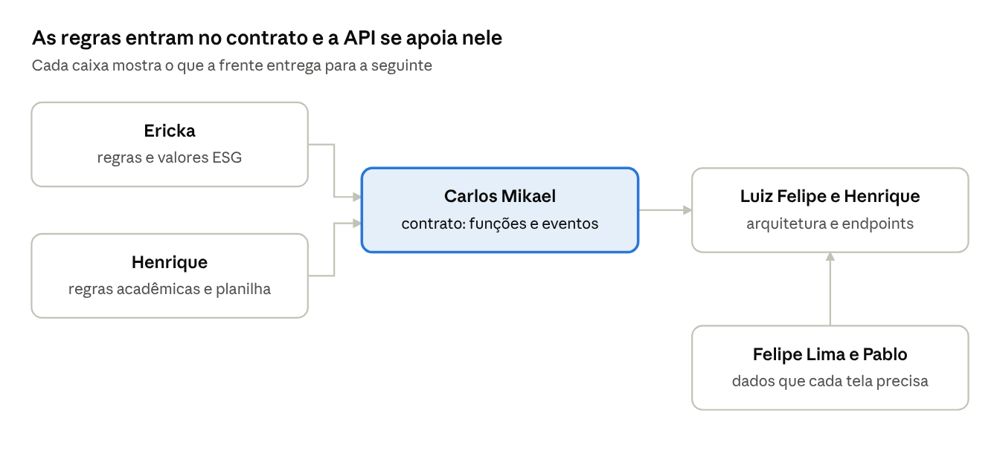 As regras entram no contrato e a API se apoia nele
Cada caixa mostra o que a frente entrega para a seguinte
Ericka
regras e valores ESG
Henrique
regras acadêmicas e planilha
Carlos Mikael
contrato: funções e eventos
Luiz Felipe e Henrique
arquitetura e endpoints
Felipe Lima e Pablo
dados que cada tela precisa